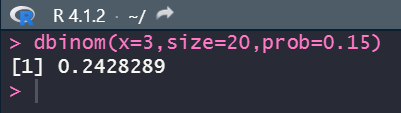 R 4.1.2 · ~/
> dbinom(x=3,size=20,prob=0.15)
[1] 0.2428289
>